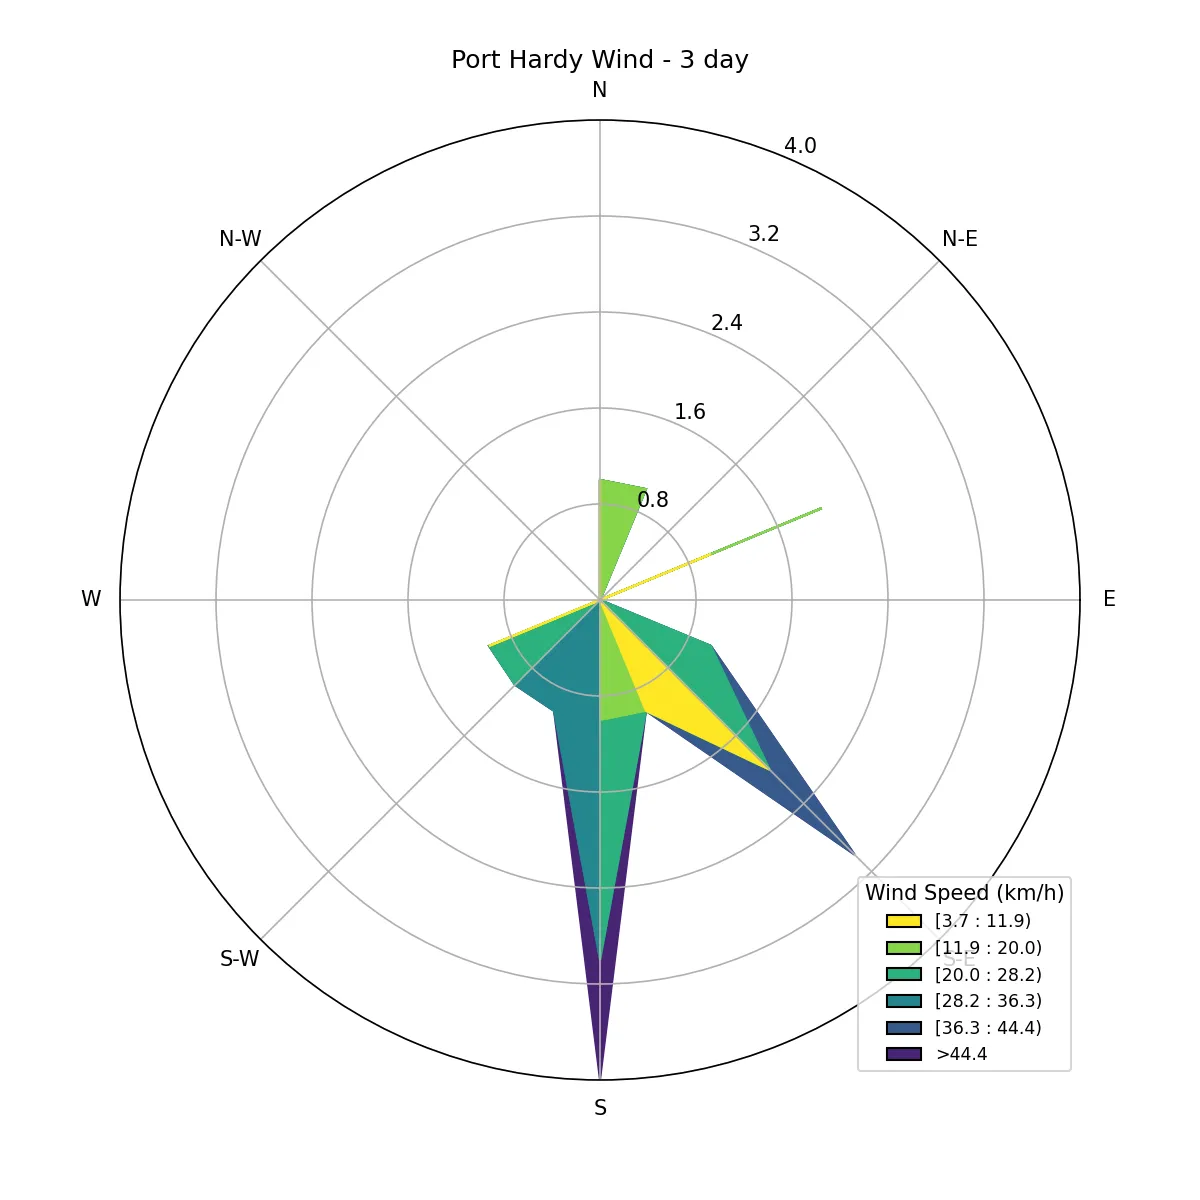 Port Hardy Wind - 3 day
N
4.0
N-W
3.2
N-E
2.4
1.6
0.8
W
E
Wind Speed (km/h)
[3.7 : 11.9)
[11.9 : 20.0)
S-W
S-E
[20.0 : 28.2)
[28.2 : 36.3)
[36.3 : 44.4)
>44.4
S